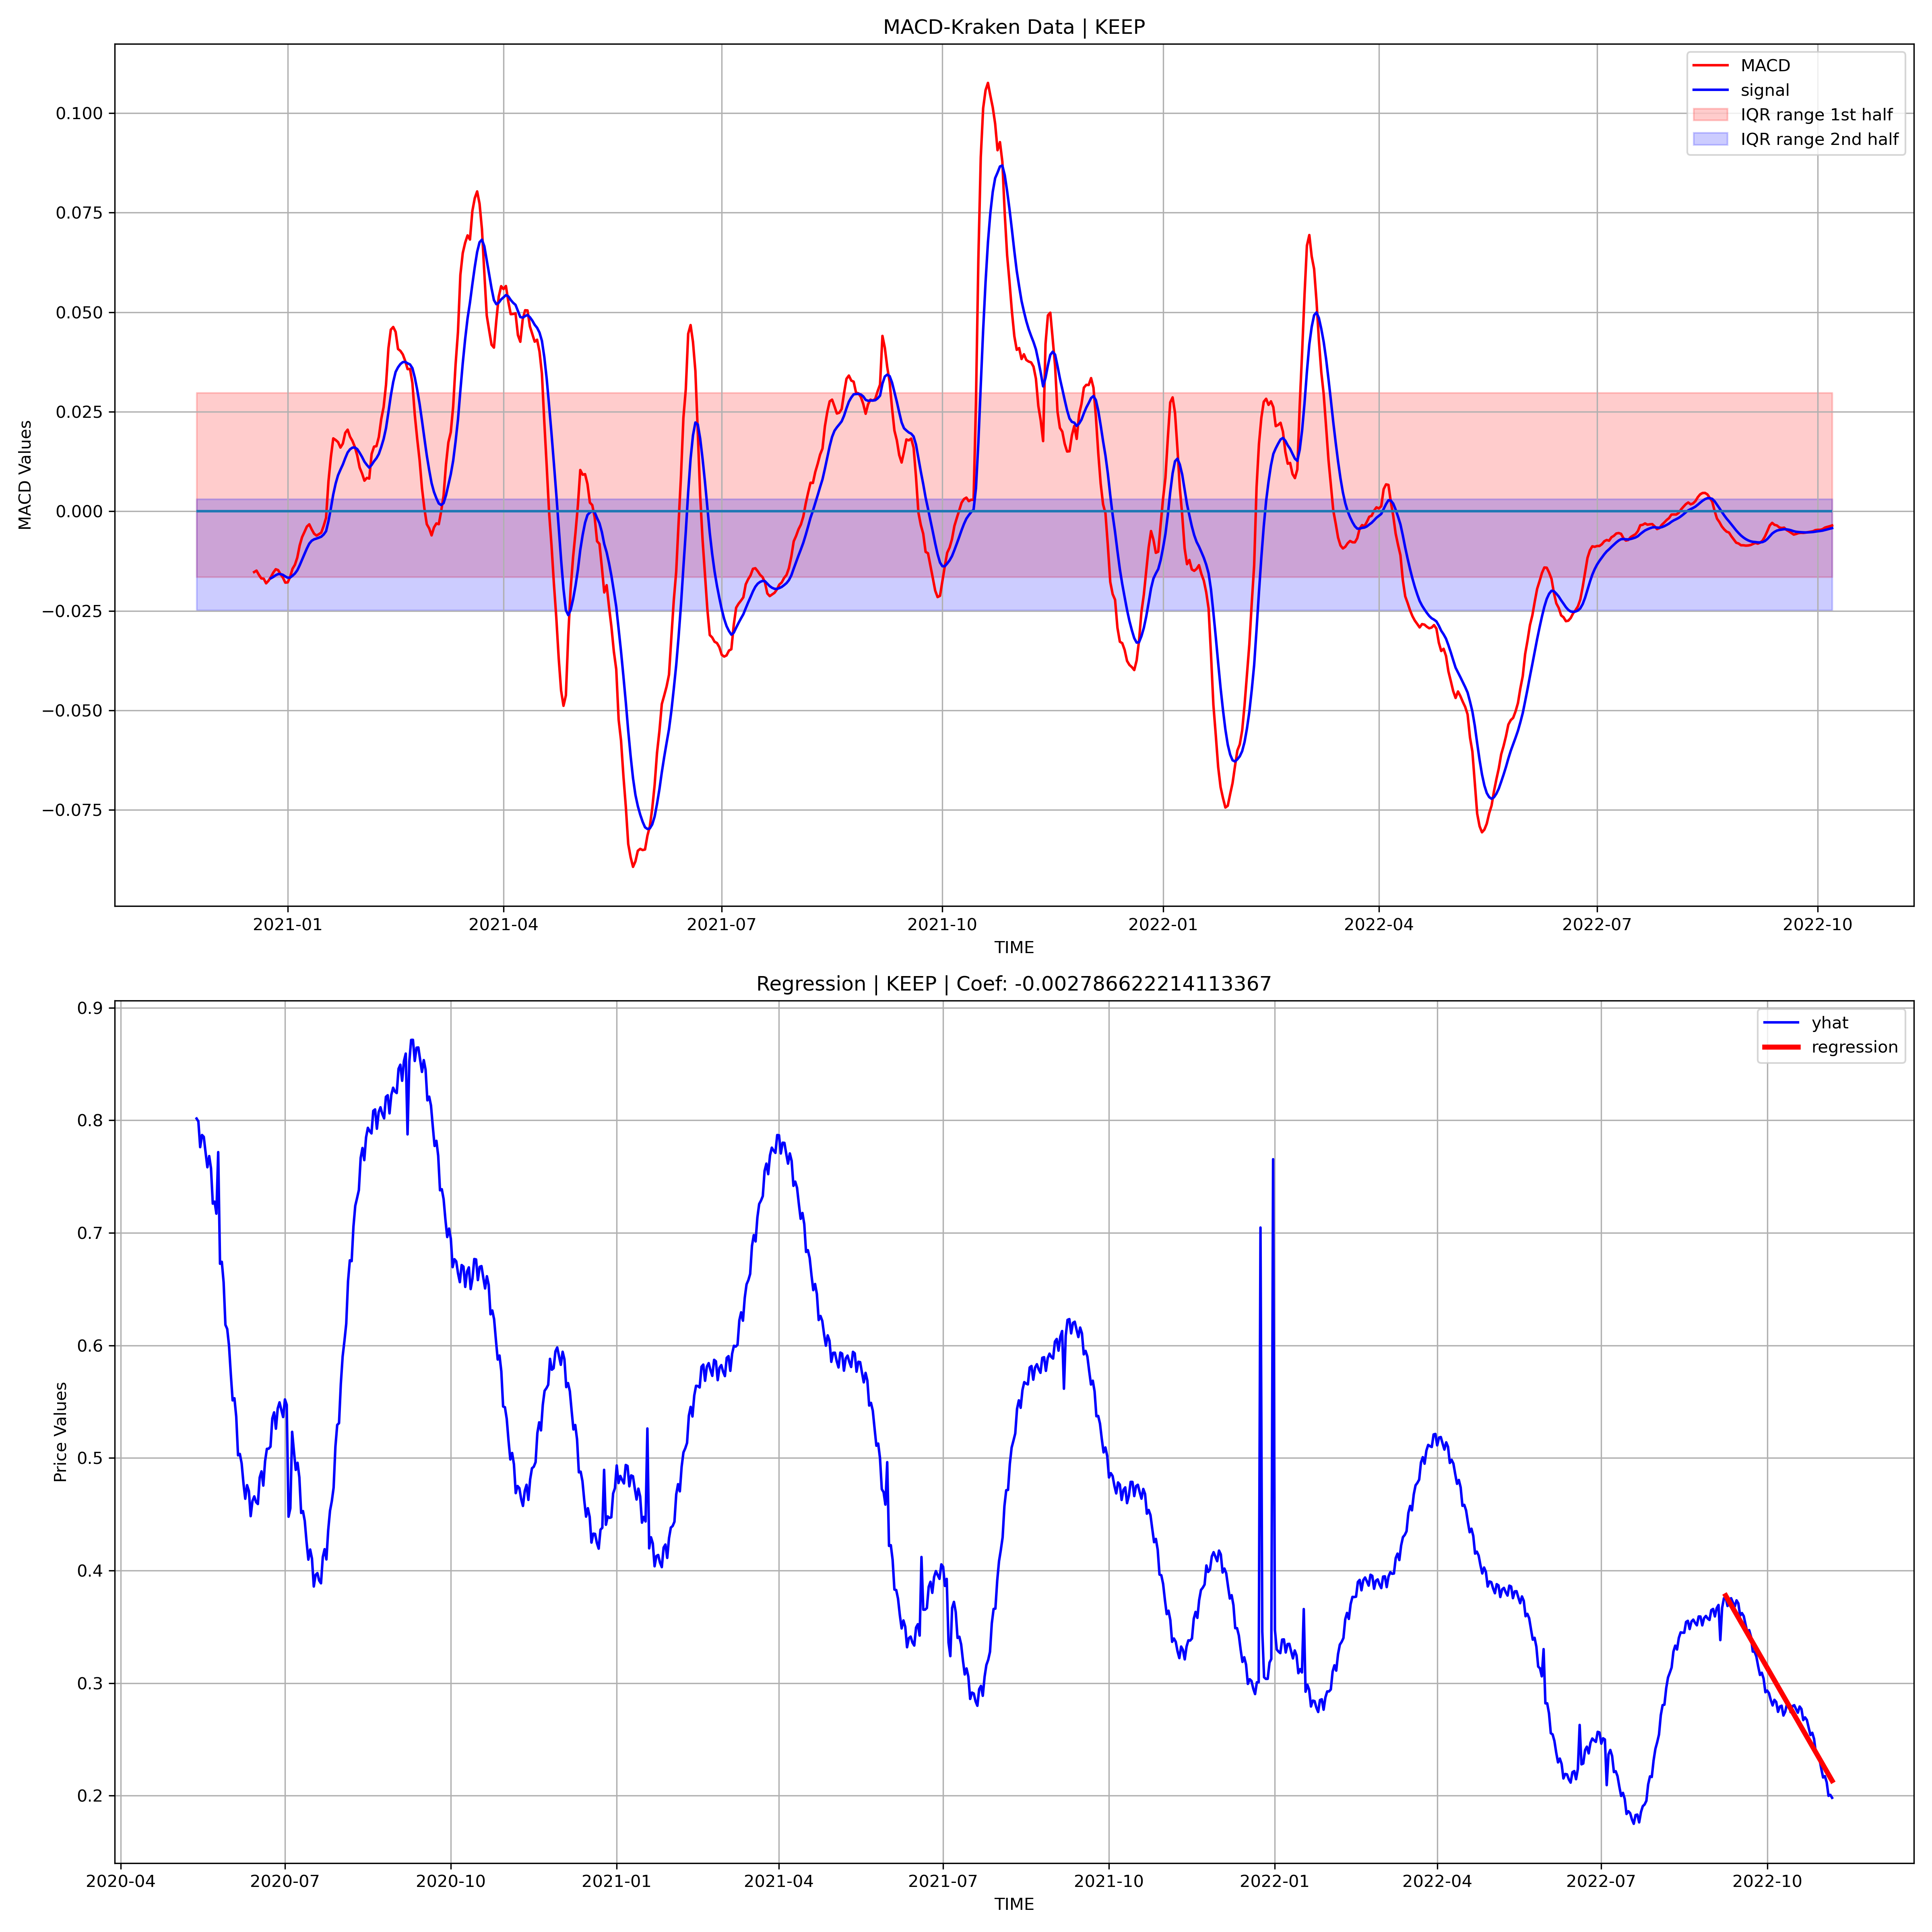 MACD-Kraken Data | KEEP
MACD
signal
IQR range 1st half
IQR range 2nd half
MACD Values
0.100
0.075
0.050
0.025
0.000
−0.025
−0.050
−0.075
2021-01 2021-04 2021-07 2021-10 2022-01 2022-04 2022-07 2022-10
TIME
Regression | KEEP | Coef: -0.002786622214113367
yhat
regression
Price Values
0.9
0.8
0.7
0.6
0.5
0.4
0.3
0.2
2020-04 2020-07 2020-10 2021-01 2021-04 2021-07 2021-10 2022-01 2022-04 2022-07 2022-10
TIME